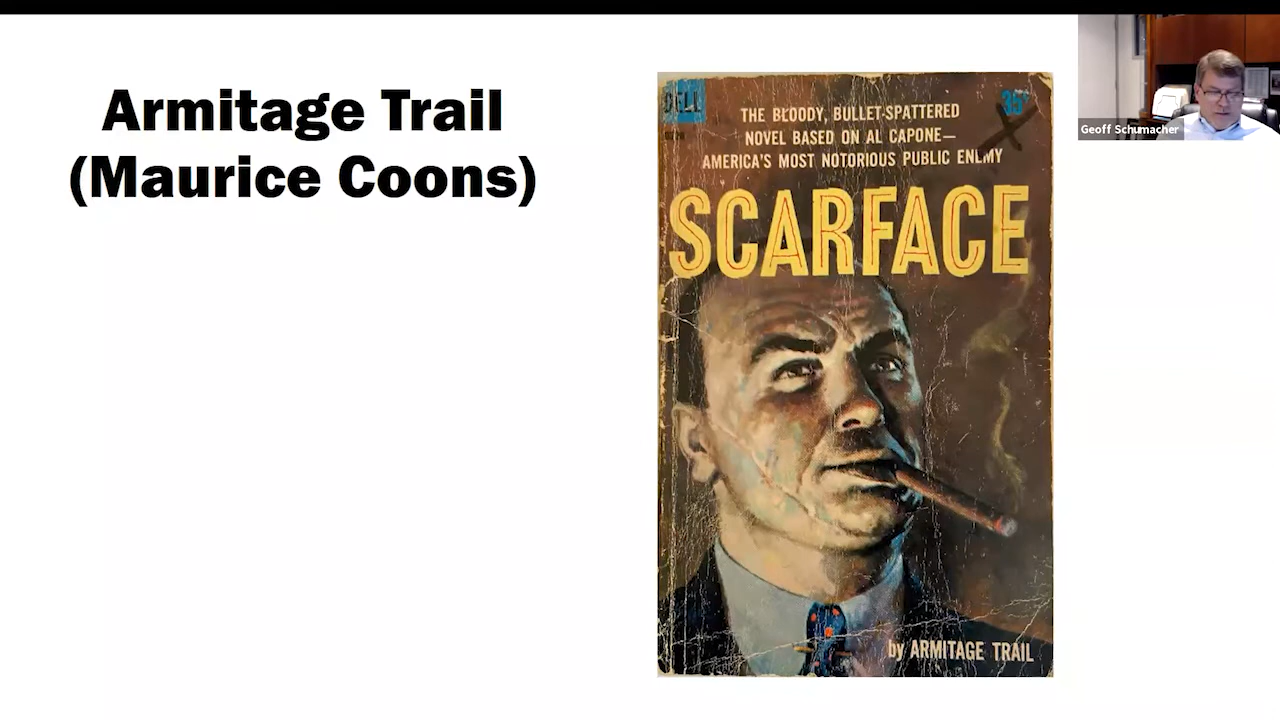 Armitage Trail
(Maurice Coons)
DELL
35¢
THE BLOODY, BULLET-SPATTERED
NOVEL BASED ON AL CAPONE—
AMERICA'S MOST NOTORIOUS PUBLIC ENEMY
SCARFACE
by ARMITAGE TRAIL
Geoff Schumacher